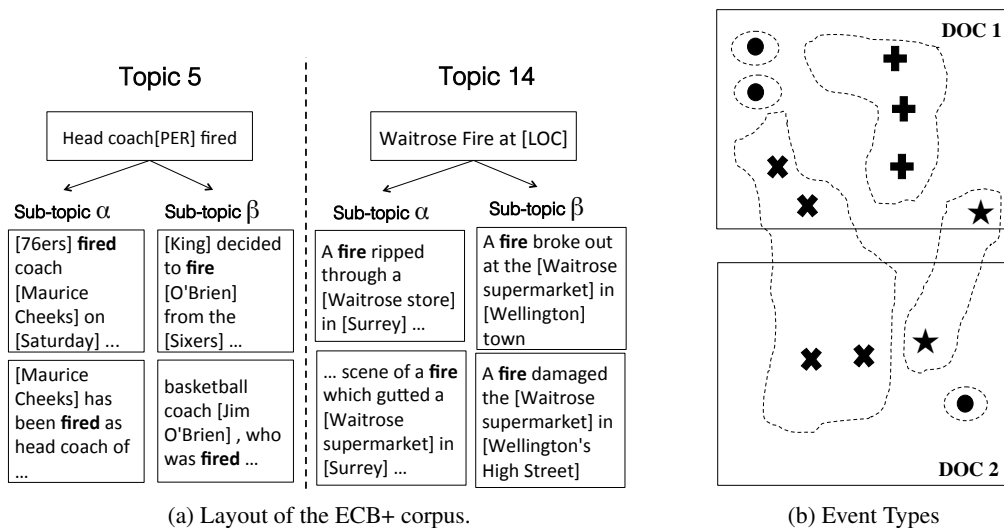 Topic 5
Head coach[PER] fired
Sub-topic α
[76ers] fired
coach
[Maurice
Cheeks] on
[Saturday] ...
[Maurice
Cheeks] has
been fired as
head coach of
...
Sub-topic β
[King] decided
to fire
[O'Brien]
from the
[Sixers] ...
basketball
coach [Jim
O'Brien] , who
was fired ...
Topic 14
Waitrose Fire at [LOC]
Sub-topic α
A fire ripped
through a
[Waitrose store]
in [Surrey] ...
... scene of a fire
which gutted a
[Waitrose
supermarket] in
[Surrey] ...
Sub-topic β
A fire broke out
at the [Waitrose
supermarket] in
[Wellington]
town
A fire damaged
the [Waitrose
supermarket] in
[Wellington's
High Street]
(a) Layout of the ECB+ corpus.
DOC 1
DOC 2
(b) Event Types